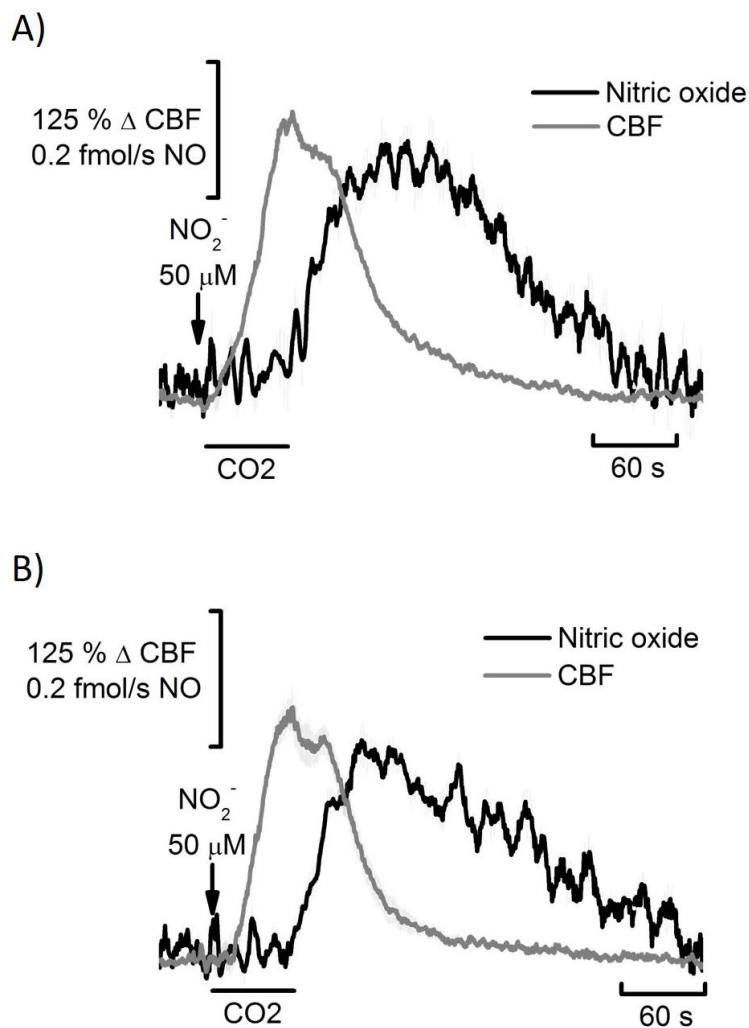 A)
125 % Δ CBF
0.2 fmol/s NO
Nitric oxide
CBF
NO₂⁻
50 μM
CO2
60 s
B)
125 % Δ CBF
0.2 fmol/s NO
Nitric oxide
CBF
NO₂⁻
50 μM
CO2
60 s